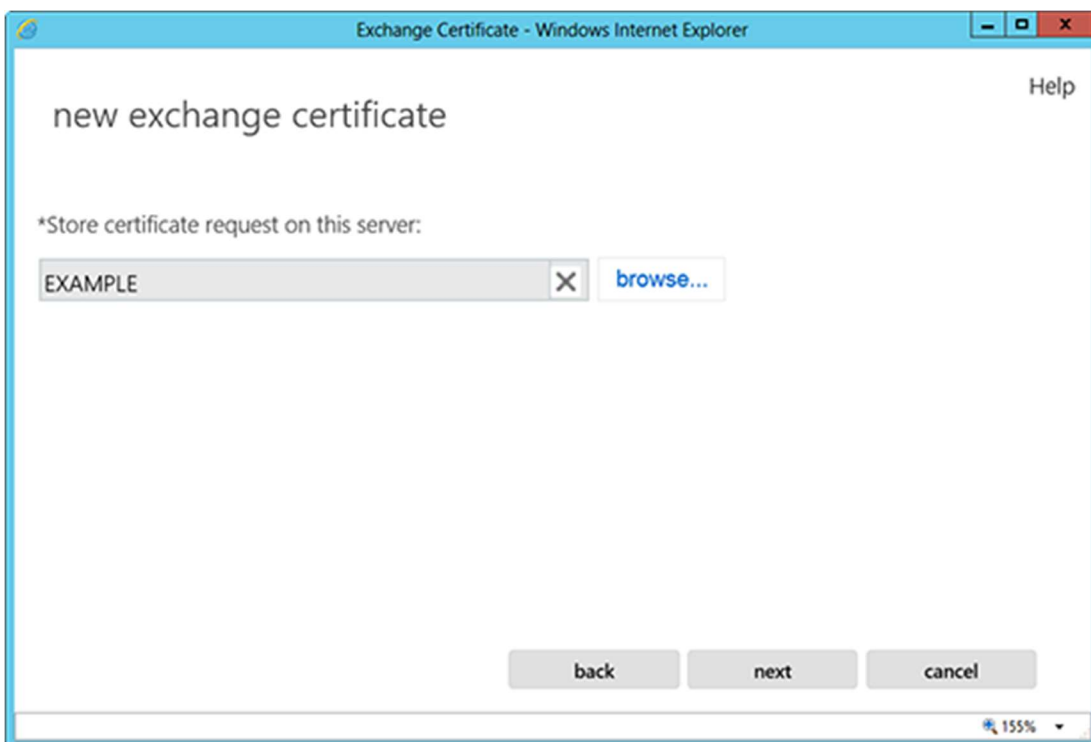 Exchange Certificate - Windows Internet Explorer
Help
new exchange certificate
*Store certificate request on this server:
EXAMPLE
browse...
back next cancel
155%